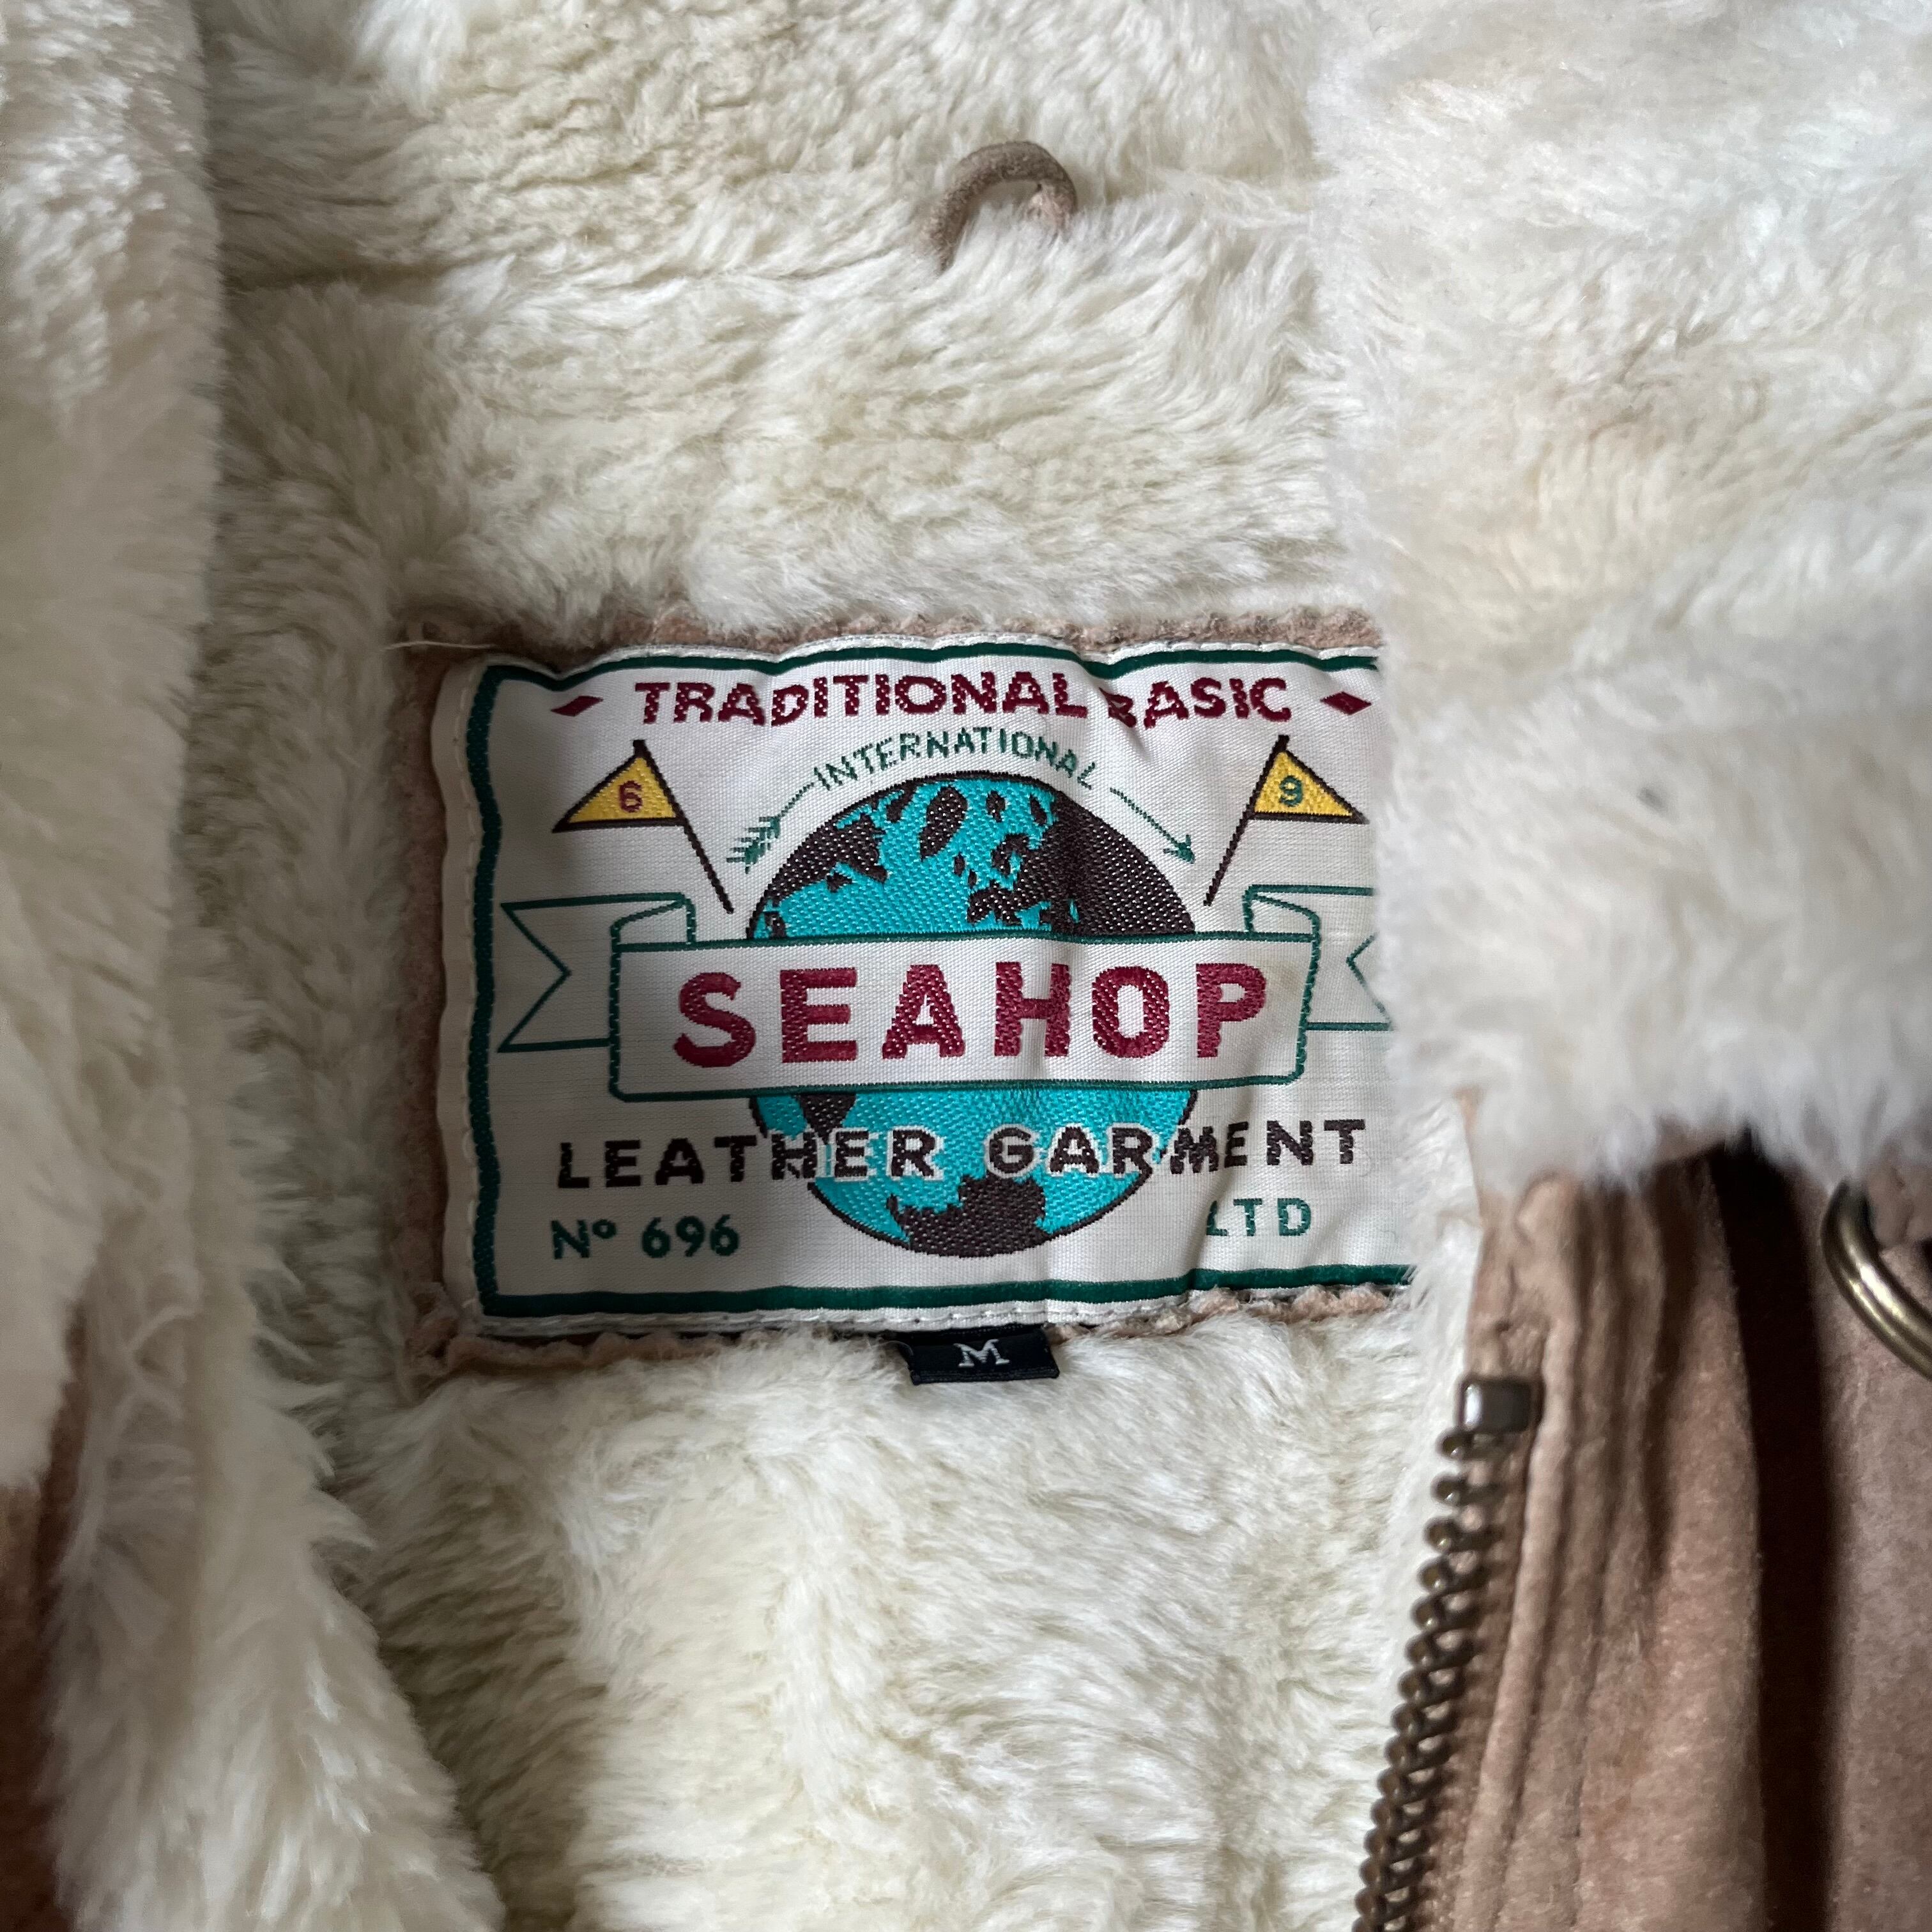 TRADITIONAL BASIC
INTERNATIONAL
6
9
SEAHOP
LEATHER GARMENT
Nº 696
LTD
M